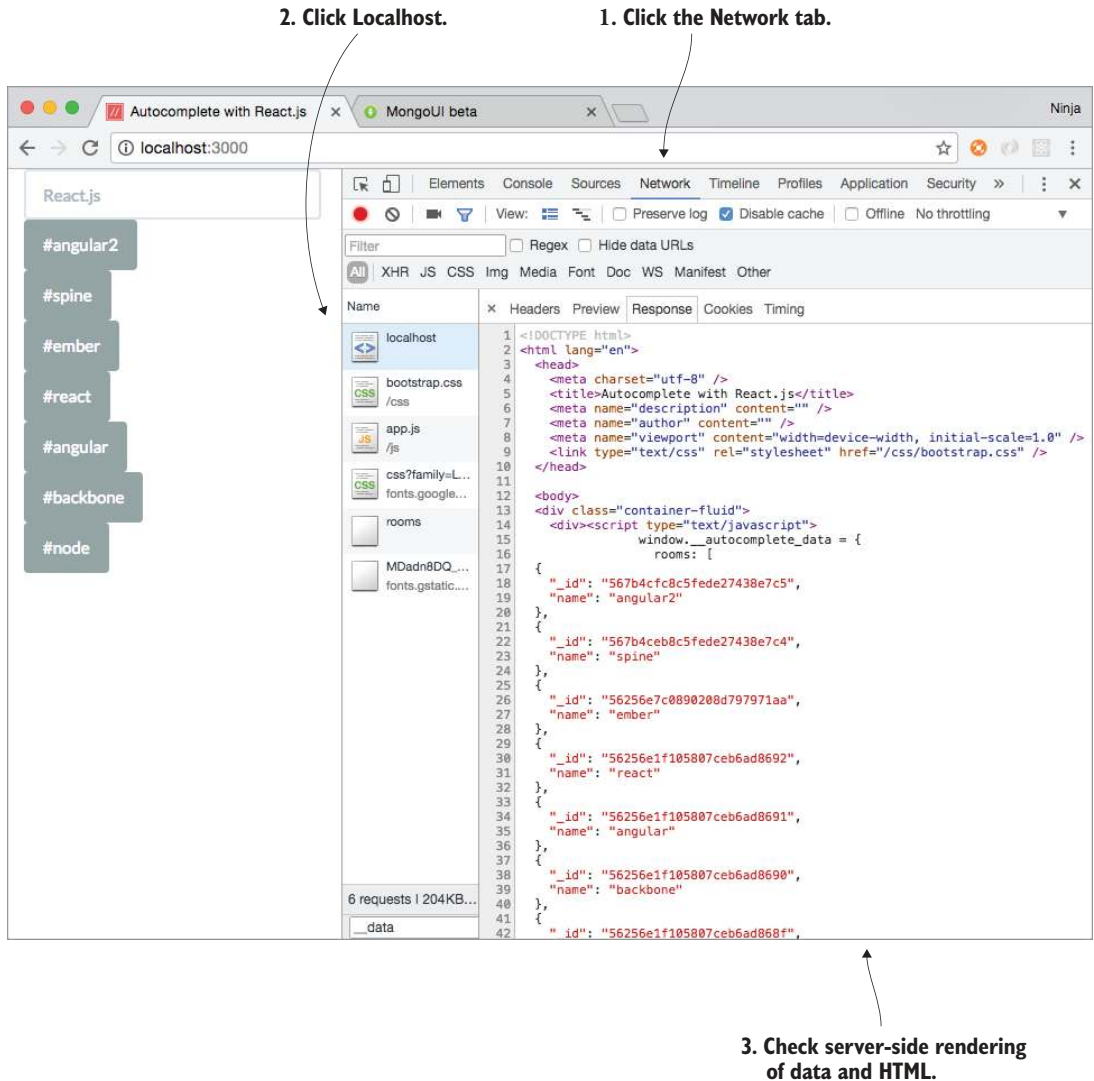 2. Click Localhost.
1. Click the Network tab.
Autocomplete with React.js
MongoUI beta
Ninja
localhost:3000
React.js
#angular2
#spine
#ember
#react
#angular
#backbone
#node
Elements Console Sources Network Timeline Profiles Application Security »
View: Preserve log Disable cache Offline No throttling
Filter Regex Hide data URLs
All XHR JS CSS Img Media Font Doc WS Manifest Other
Name
localhost
bootstrap.css
/css
app.js
/js
css?family=L...
fonts.google...
rooms
MDadn8DQ_...
fonts.gstatic....
6 requests | 204KB...
__data
× Headers Preview Response Cookies Timing
1 <!DOCTYPE html>
2 <html lang="en">
3 <head>
4 <meta charset="utf-8" />
5 <title>Autocomplete with React.js</title>
6 <meta name="description" content="" />
7 <meta name="author" content="" />
8 <meta name="viewport" content="width=device-width, initial-scale=1.0" />
9 <link type="text/css" rel="stylesheet" href="/css/bootstrap.css" />
10 </head>
11
12 <body>
13 <div class="container-fluid">
14 <div><script type="text/javascript">
15 window.__autocomplete_data = {
16 rooms: [
17 {
18 "_id": "567b4cfc8c5fede27438e7c5",
19 "name": "angular2"
20 },
21 {
22 "_id": "567b4ceb8c5fede27438e7c4",
23 "name": "spine"
24 },
25 {
26 "_id": "56256e7c0890208d797971aa",
27 "name": "ember"
28 },
29 {
30 "_id": "56256e1f105807ceb6ad8692",
31 "name": "react"
32 },
33 {
34 "_id": "56256e1f105807ceb6ad8691",
35 "name": "angular"
36 },
37 {
38 "_id": "56256e1f105807ceb6ad8690",
39 "name": "backbone"
40 },
41 {
42 "_id": "56256e1f105807ceb6ad868f",
3. Check server-side rendering
of data and HTML.